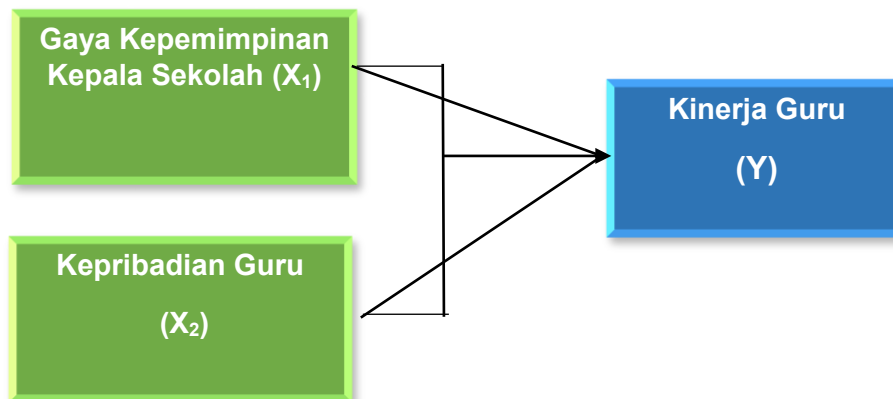 Gaya Kepemimpinan
Kepala Sekolah (X₁)
Kinerja Guru
(Y)
Kepribadian Guru
(X₂)